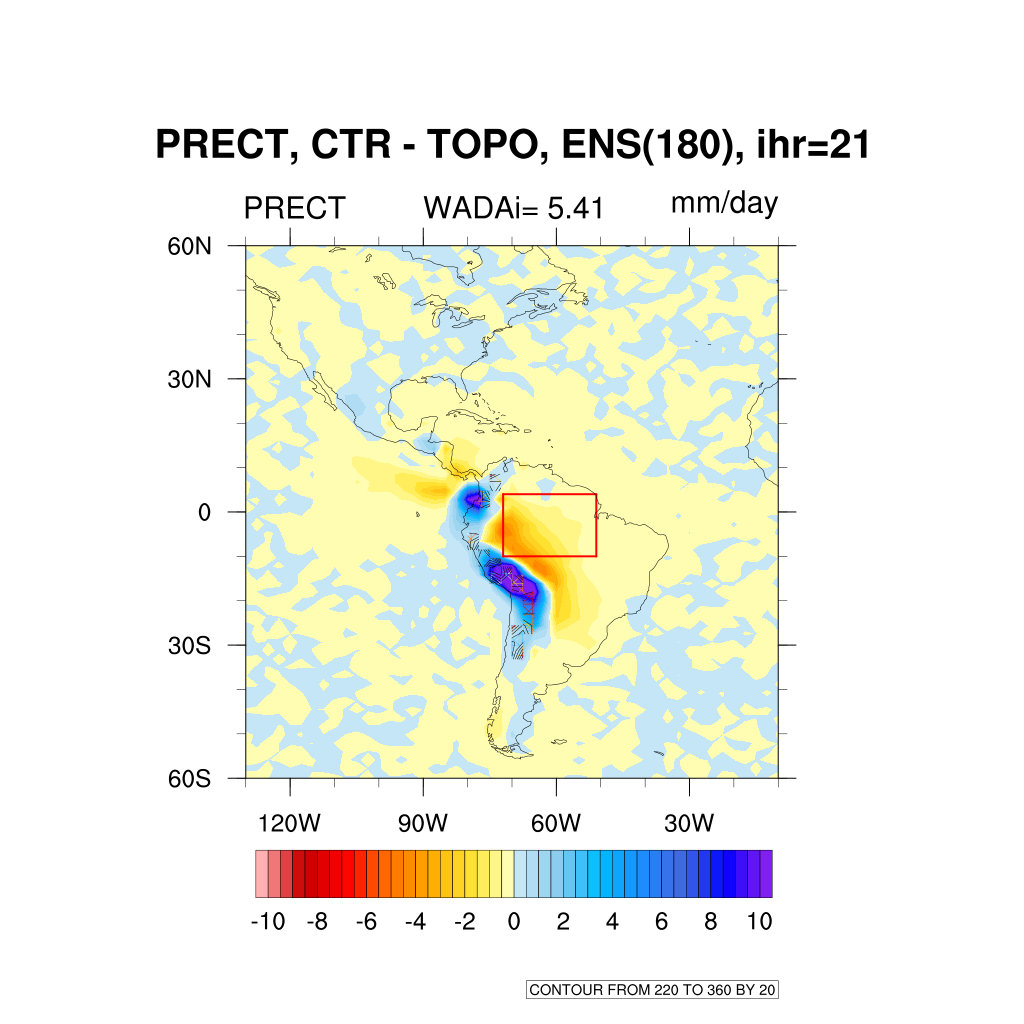 PRECT, CTR - TOPO, ENS(180), ihr=21
PRECT WADAi= 5.41 mm/day
60N
30N
0
30S
60S
120W 90W 60W 30W
-10 -8 -6 -4 -2 0 2 4 6 8 10
CONTOUR FROM 220 TO 360 BY 20